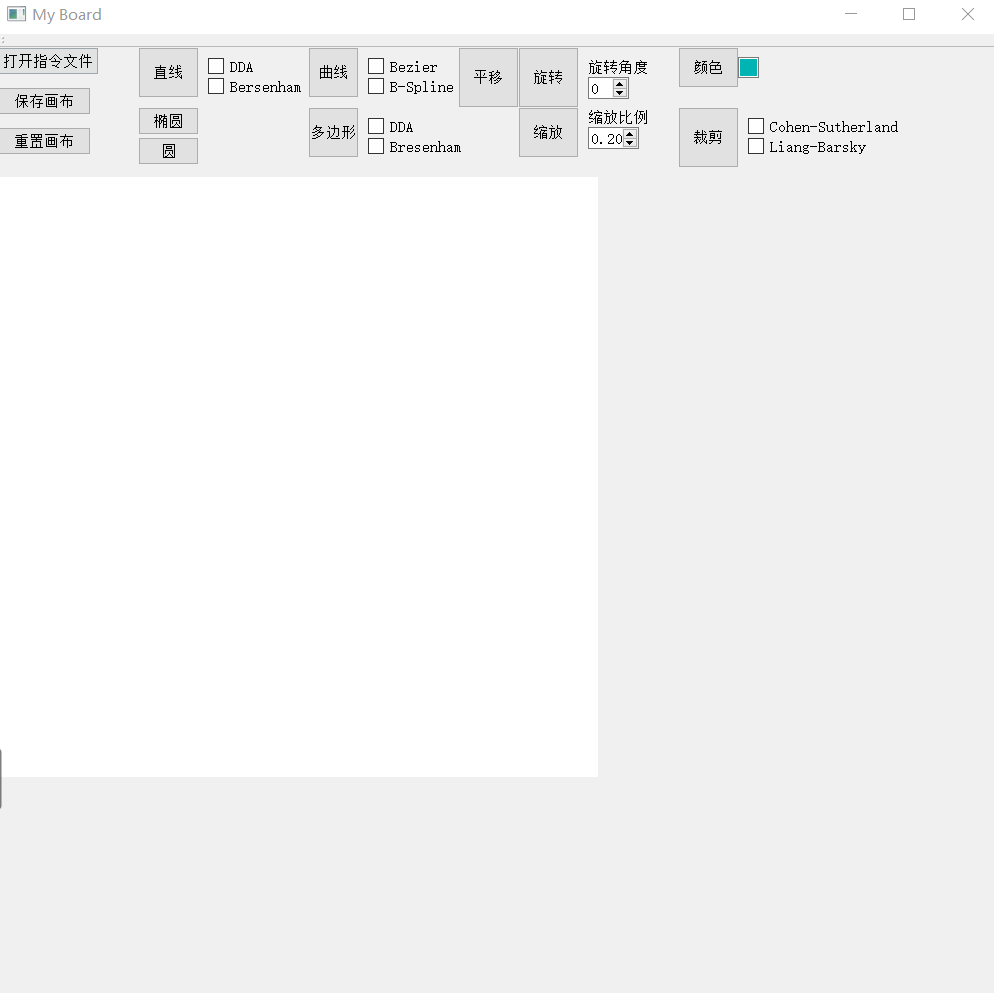 My Board
打开指令文件
保存画布
重置画布
直线
DDA
Bersenham
椭圆
圆
曲线
Bezier
B-Spline
多边形
DDA
Bresenham
平移
旋转
旋转角度
0
缩放
缩放比例
0.20
颜色
裁剪
Cohen-Sutherland
Liang-Barsky